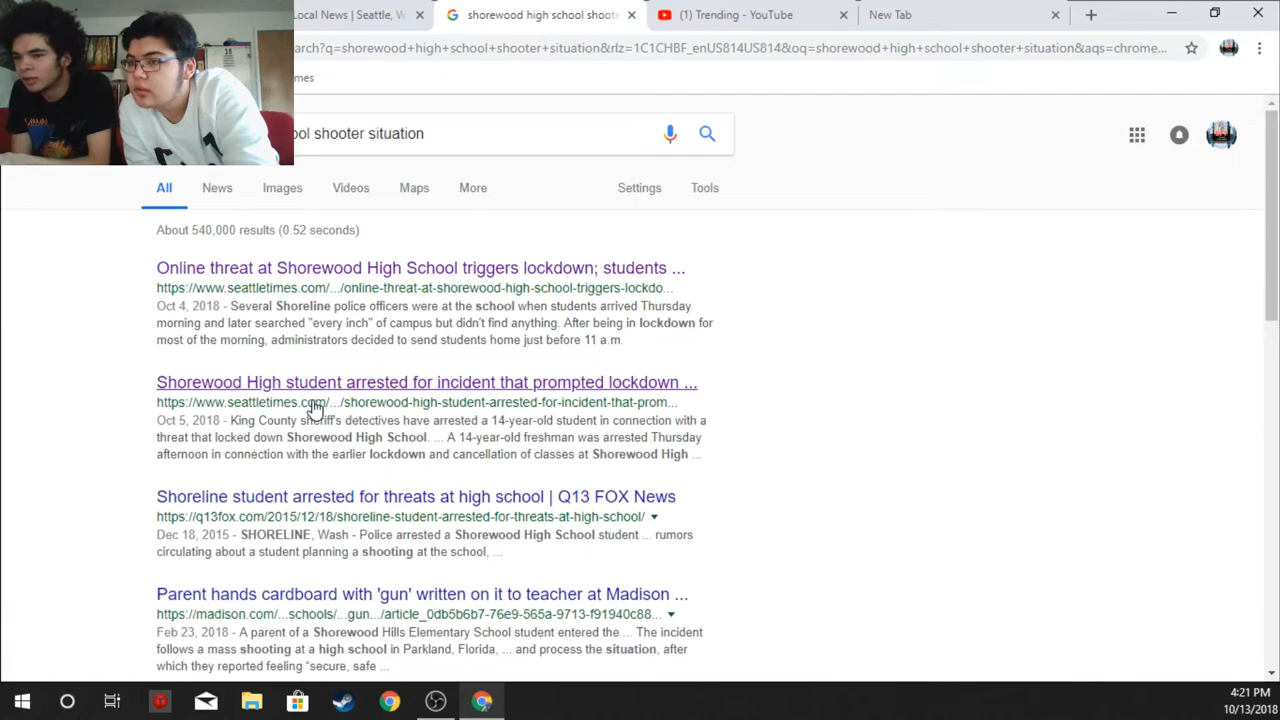 Local News | Seattle, W
shorewood high school shoote
(1) Trending - YouTube
New Tab
arch?q=shorewood+high+school+shooter+situation&rlz=1C1CHBF_enUS814US814&oq=shorewood+high+school+shooter+situation&aqs=chrome...
mes
ool shooter situation
All News Images Videos Maps More Settings Tools
About 540,000 results (0.52 seconds)
Online threat at Shorewood High School triggers lockdown; students ...
https://www.seattletimes.com/.../online-threat-at-shorewood-high-school-triggers-lockdo...
Oct 4, 2018 - Several Shoreline police officers were at the school when students arrived Thursday
morning and later searched "every inch" of campus but didn't find anything. After being in lockdown for
most of the morning, administrators decided to send students home just before 11 a.m.
Shorewood High student arrested for incident that prompted lockdown ...
https://www.seattletimes.com/.../shorewood-high-student-arrested-for-incident-that-prom...
Oct 5, 2018 - King County sheriff's detectives have arrested a 14-year-old student in connection with a
threat that locked down Shorewood High School. ... A 14-year-old freshman was arrested Thursday
afternoon in connection with the earlier lockdown and cancellation of classes at Shorewood High ...
Shoreline student arrested for threats at high school | Q13 FOX News
https://q13fox.com/2015/12/18/shoreline-student-arrested-for-threats-at-high-school/
Dec 18, 2015 - SHORELINE, Wash - Police arrested a Shorewood High School student ... rumors
circulating about a student planning a shooting at the school, ...
Parent hands cardboard with 'gun' written on it to teacher at Madison ...
https://madison.com/...schools/...gun.../article_0db5b6b7-76e9-565a-9713-f91940c88...
Feb 23, 2018 - A parent of a Shorewood Hills Elementary School student entered the ... The incident
follows a mass shooting at a high school in Parkland, Florida, ... and process the situation, after
which they reported feeling “secure, safe ...
4:21 PM
10/13/2018